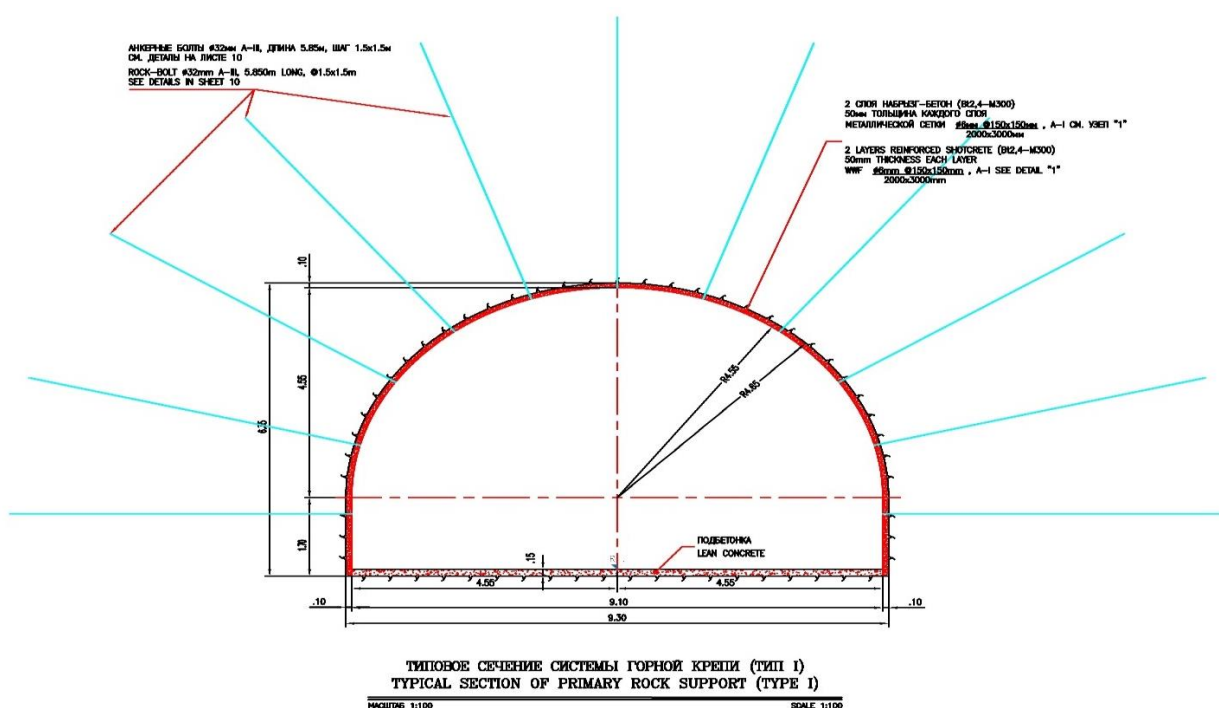 АНКЕРНЫЕ БОЛТЫ ø32мм А-III, ДЛИНА 5.85м, ШАГ 1.5x1.5м
СМ. ДЕТАЛЫ НА ЛИСТЕ 10
ROCK-BOLT ø32mm A-III, 5.850m LONG, @1.5x1.5m
SEE DETAILS IN SHEET 10
2 СЛОЯ НАБРЫЗГ-БЕТОН (Bt2,4-M300)
50мм ТОЛЩИНА КАЖДОГО СЛОЯ
МЕТАЛЛИЧЕСКОЙ СЕТКИ ø6мм @150x150мм , А-I СМ. УЗЕЛ "1"
2000x3000мм
2 LAYERS REINFORCED SHOTCRETE (Bt2,4-M300)
50mm THICKNESS EACH LAYER
WWF ø6mm @150x150mm , A-I SEE DETAIL "1"
2000x3000mm
.10
4.55
6.75
R4.55
R4.65
1.70
.15
ПОДБЕТОНКА
LEAN CONCRETE
4.55
4.55
.10
9.10
.10
9.30
ТИПОВОЕ СЕЧЕНИЕ СИСТЕМЫ ГОРНОЙ КРЕПИ (ТИП I)
TYPICAL SECTION OF PRIMARY ROCK SUPPORT (TYPE I)
МАСШТАБ 1:100
SCALE 1:100